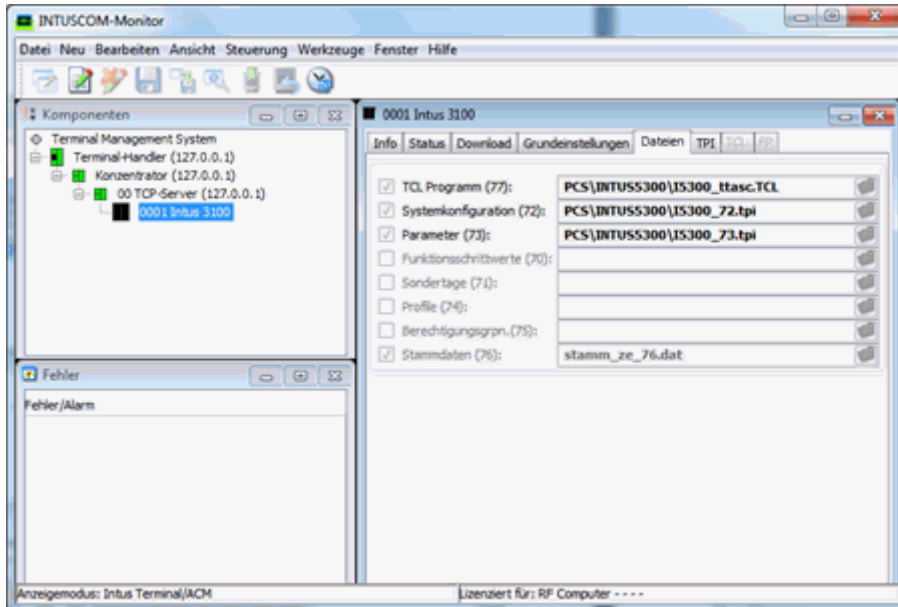 INTUSCOM-Monitor
Datei Neu Bearbeiten Ansicht Steuerung Werkzeuge Fenster Hilfe
Komponenten
Terminal Management System
Terminal-Handler (127.0.0.1)
Konzentrator (127.0.0.1)
00 TCP-Server (127.0.0.1)
0001 Intus 3100
Fehler
Fehler/Alarm
0001 Intus 3100
Info Status Download Grundeinstellungen Dateien TPI TCL FP
TCL Programm (77): PCS\INTUS5300\I5300_ttasc.TCL
Systemkonfiguration (72): PCS\INTUS5300\I5300_72.tpi
Parameter (73): PCS\INTUS5300\I5300_73.tpi
Funktionsschrittwerte (70):
Sondertage (71):
Profile (74):
Berechtigungsgrpn.(75):
Stammdaten (76): stamm_ze_76.dat
Anzeigemodus: Intus Terminal/ACM
Lizenziert für: RF Computer - - - -